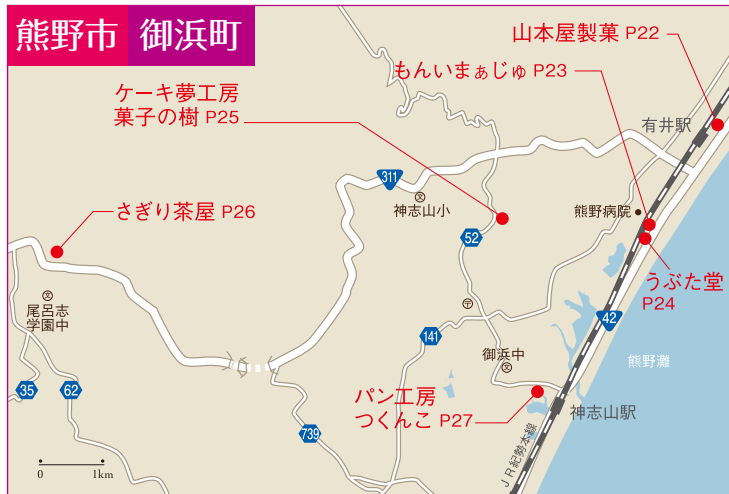 熊野市 御浜町
山本屋製菓 P22
もんいまぁじゅ P23
ケーキ夢工房
菓子の樹 P25
有井駅
311
神志山小
熊野病院
さぎり茶屋 P26
52
うぶた堂
P24
尾呂志
学園中
〒
42
141
御浜中
熊野灘
35
62
パン工房
つくんこ P27
神志山駅
739
JR紀勢本線
0 1km